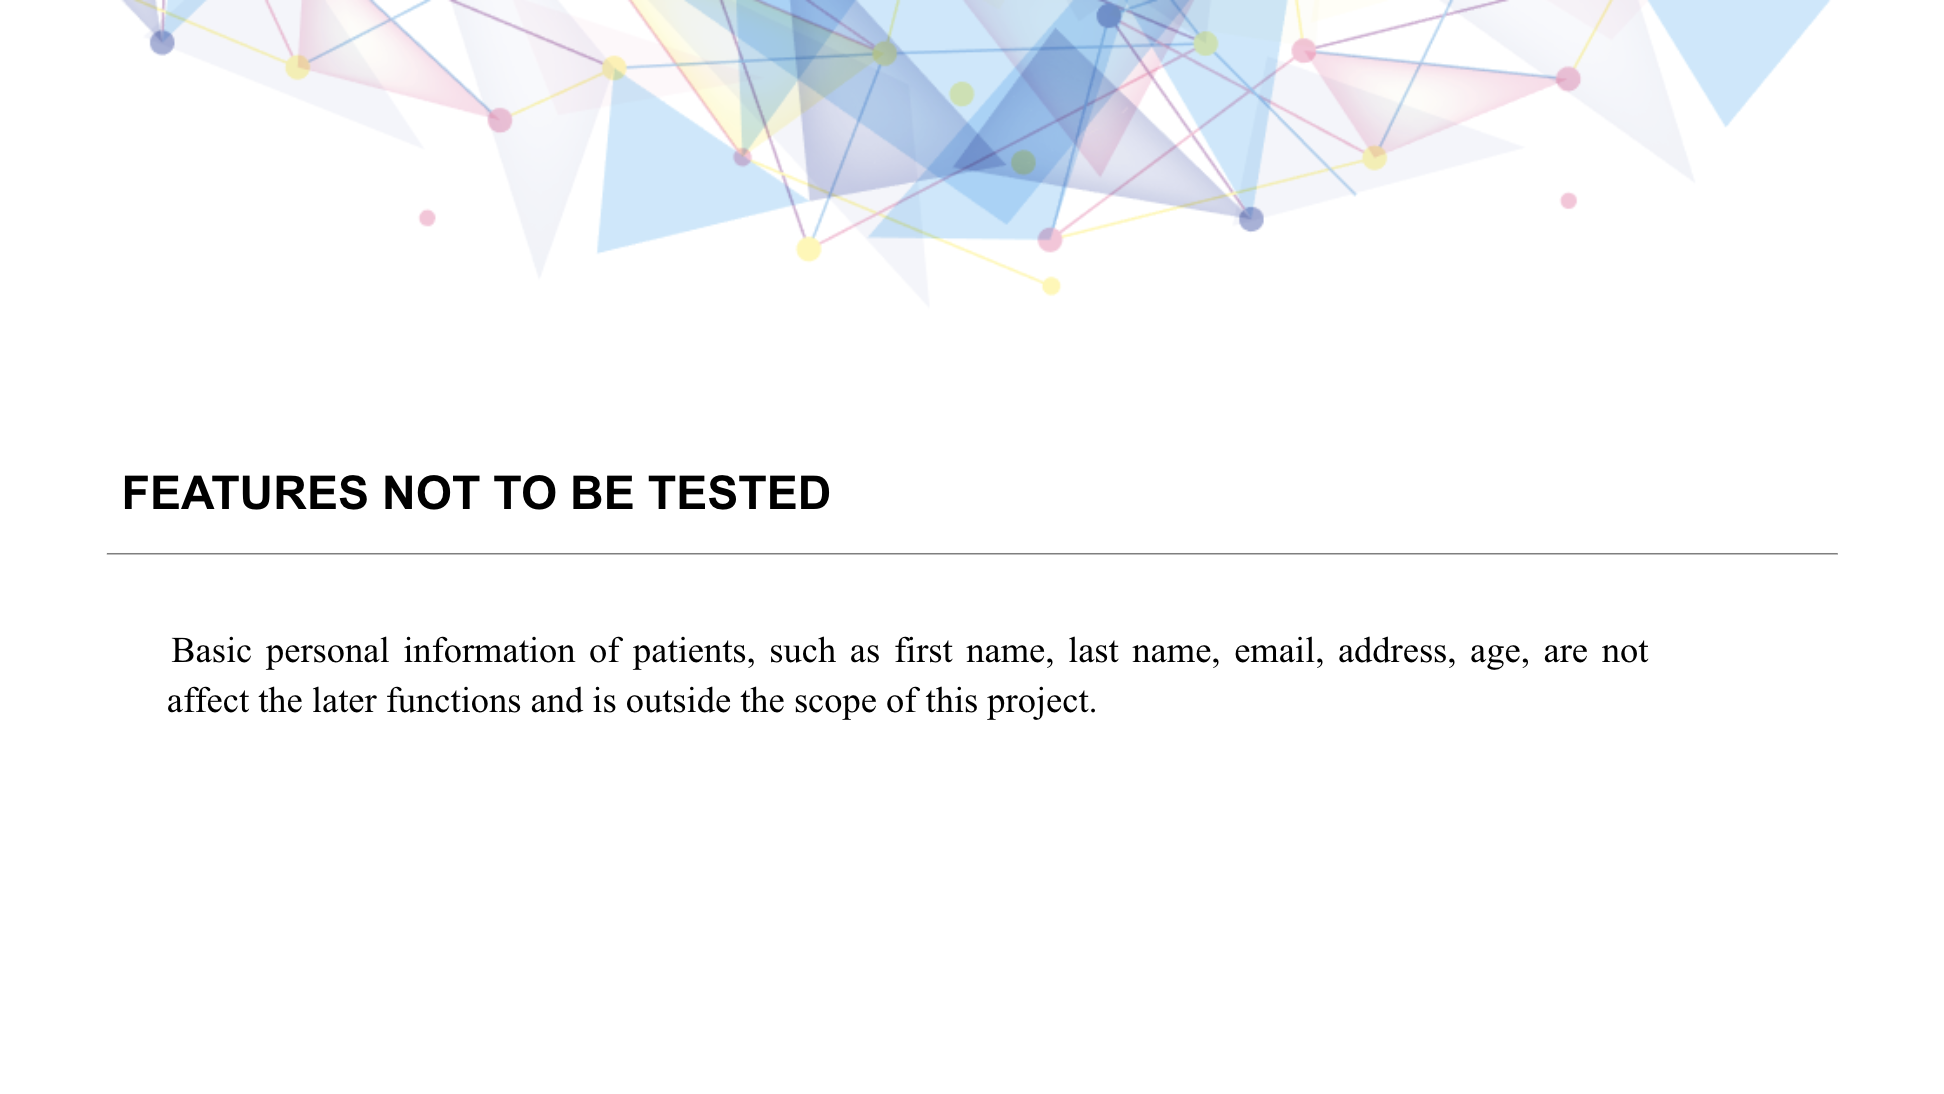 FEATURES NOT TO BE TESTED
Basic personal information of patients, such as first name, last name, email, address, age, are not
affect the later functions and is outside the scope of this project.